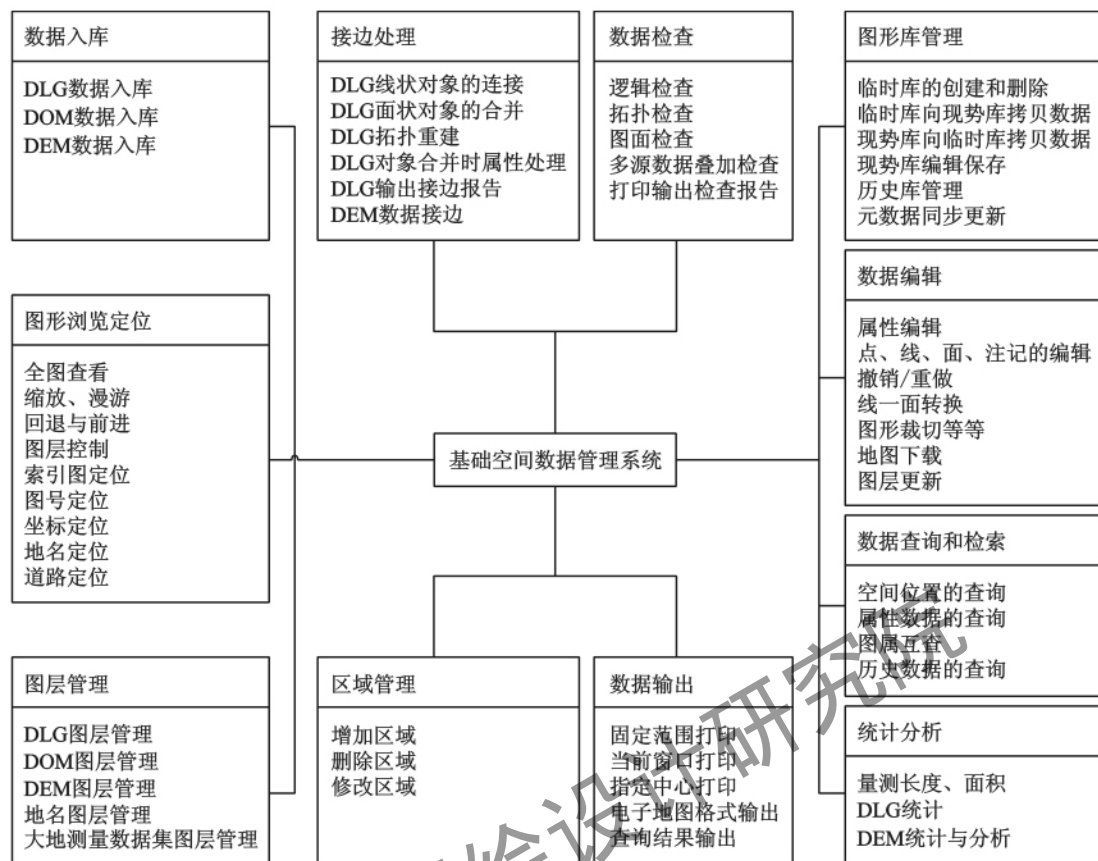 数据入库
DLG数据入库
DOM数据入库
DEM数据入库
接边处理
DLG线状对象的连接
DLG面状对象的合并
DLG拓扑重建
DLG对象合并时属性处理
DLG输出接边报告
DEM数据接边
数据检查
逻辑检查
拓扑检查
图面检查
多源数据叠加检查
打印输出检查报告
图形库管理
临时库的创建和删除
临时库向现势库拷贝数据
现势库向临时库拷贝数据
现势库编辑保存
历史库管理
元数据同步更新
图形浏览定位
全图查看
缩放、漫游
回退与前进
图层控制
索引图定位
图号定位
坐标定位
地名定位
道路定位
基础空间数据管理系统
数据编辑
属性编辑
点、线、面、注记的编辑
撤销/重做
线一面转换
图形裁切等等
地图下载
图层更新
数据查询和检索
空间位置的查询
属性数据的查询
图属互查
历史数据的查询
图层管理
DLG图层管理
DOM图层管理
DEM图层管理
地名图层管理
大地测量数据集图层管理
区域管理
增加区域
删除区域
修改区域
数据输出
固定范围打印
当前窗口打印
指定中心打印
电子地图格式输出
查询结果输出
统计分析
量测长度、面积
DLG统计
DEM统计与分析
绘设计研究院